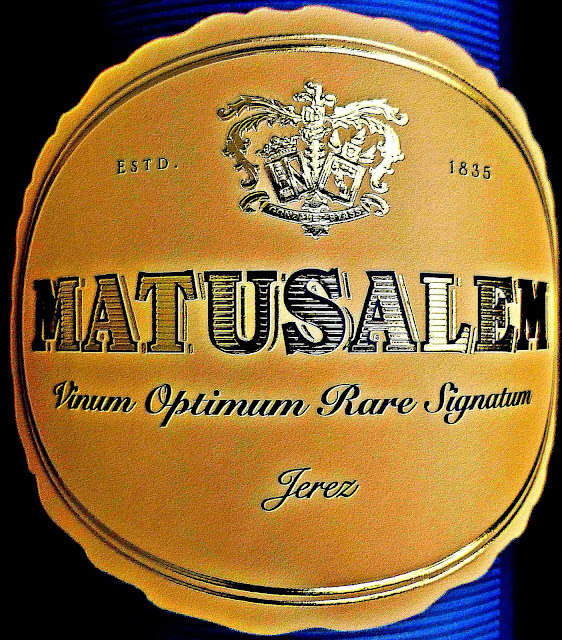 ESTD. 1835
MATUSALEM
Vinum Optimum Rare Signatum
Jerez